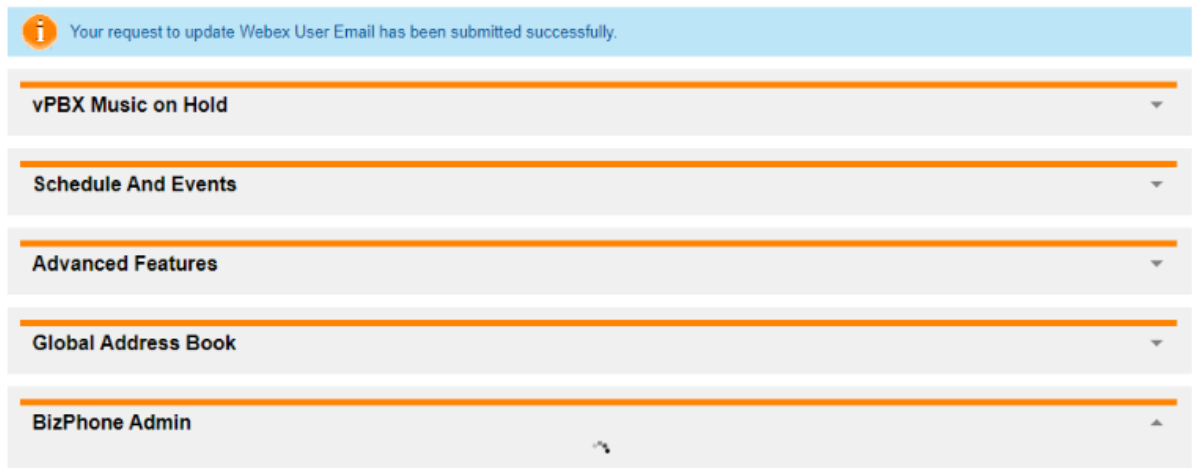 Your request to update Webex User Email has been submitted successfully.
vPBX Music on Hold
Schedule And Events
Advanced Features
Global Address Book
BizPhone Admin